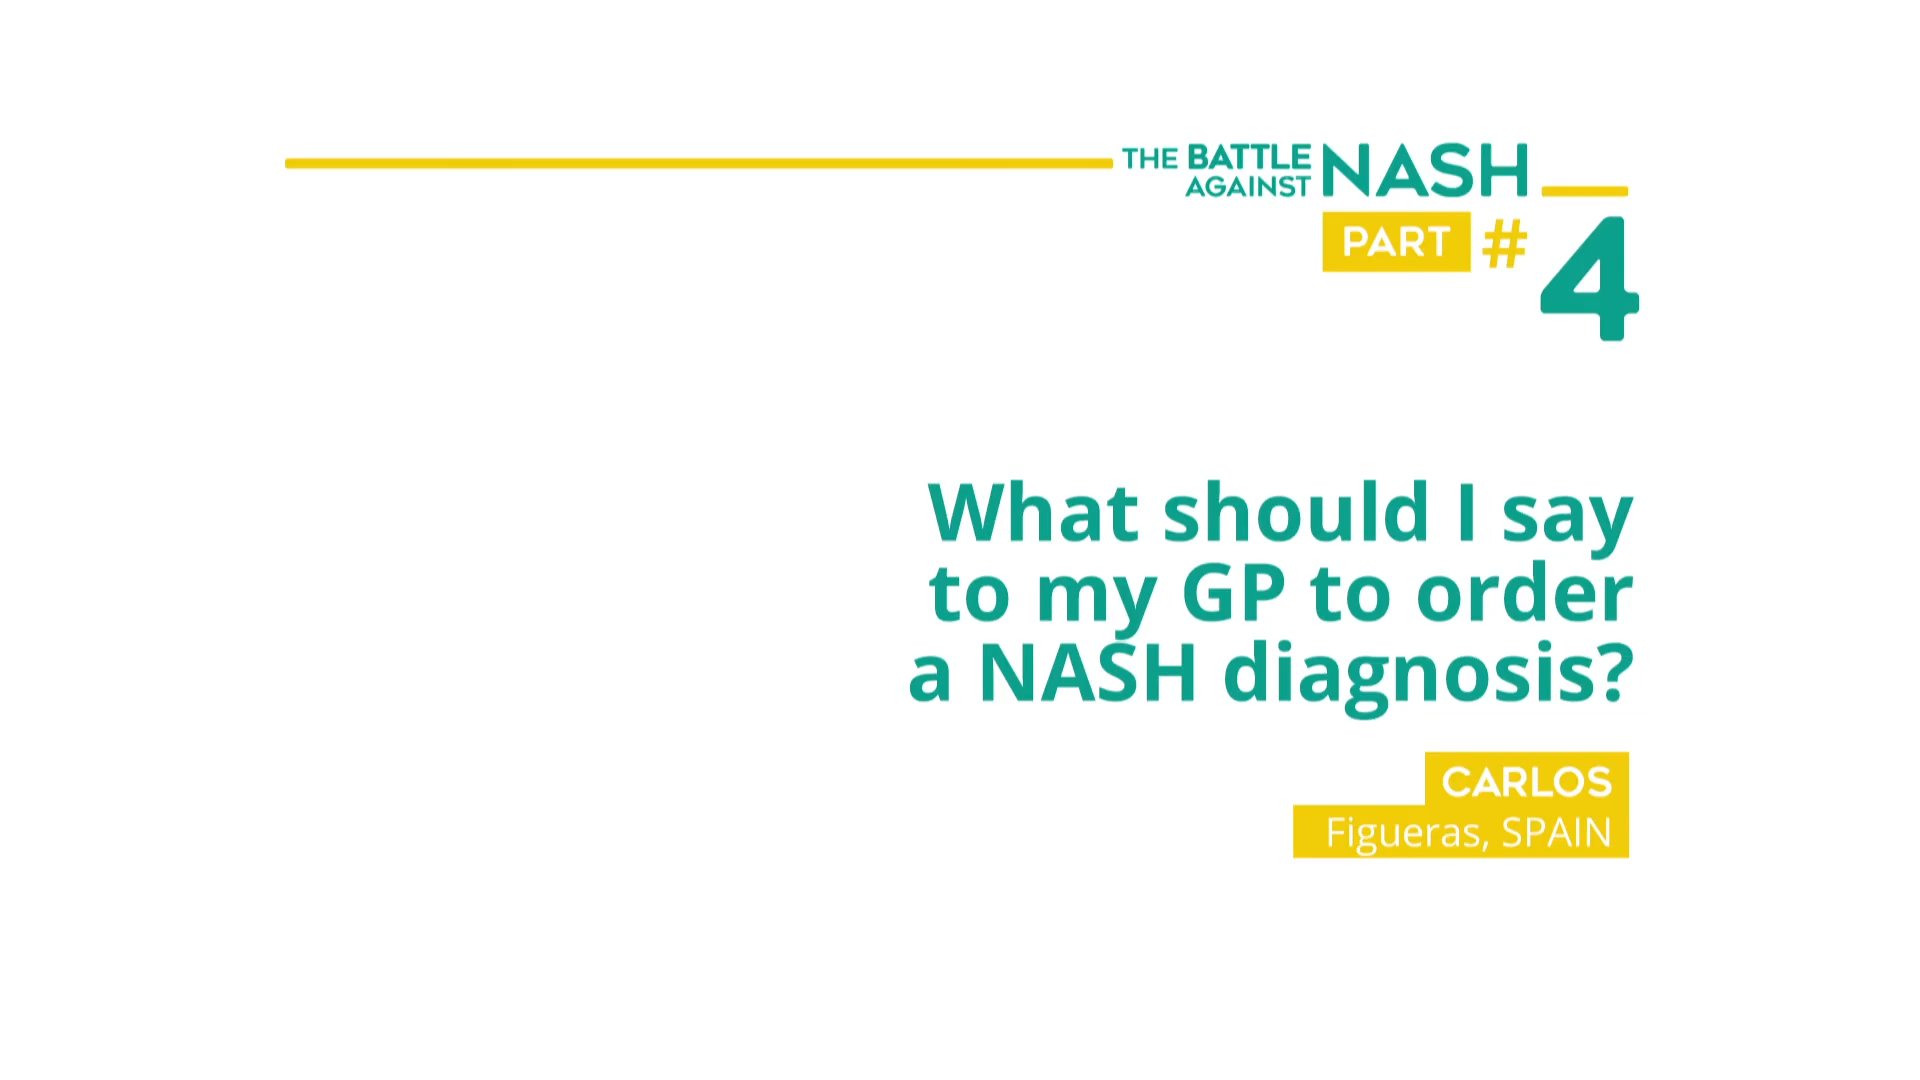 THE BATTLE
AGAINST NASH
PART #4
What should I say
to my GP to order
a NASH diagnosis?
CARLOS
Figueras, SPAIN